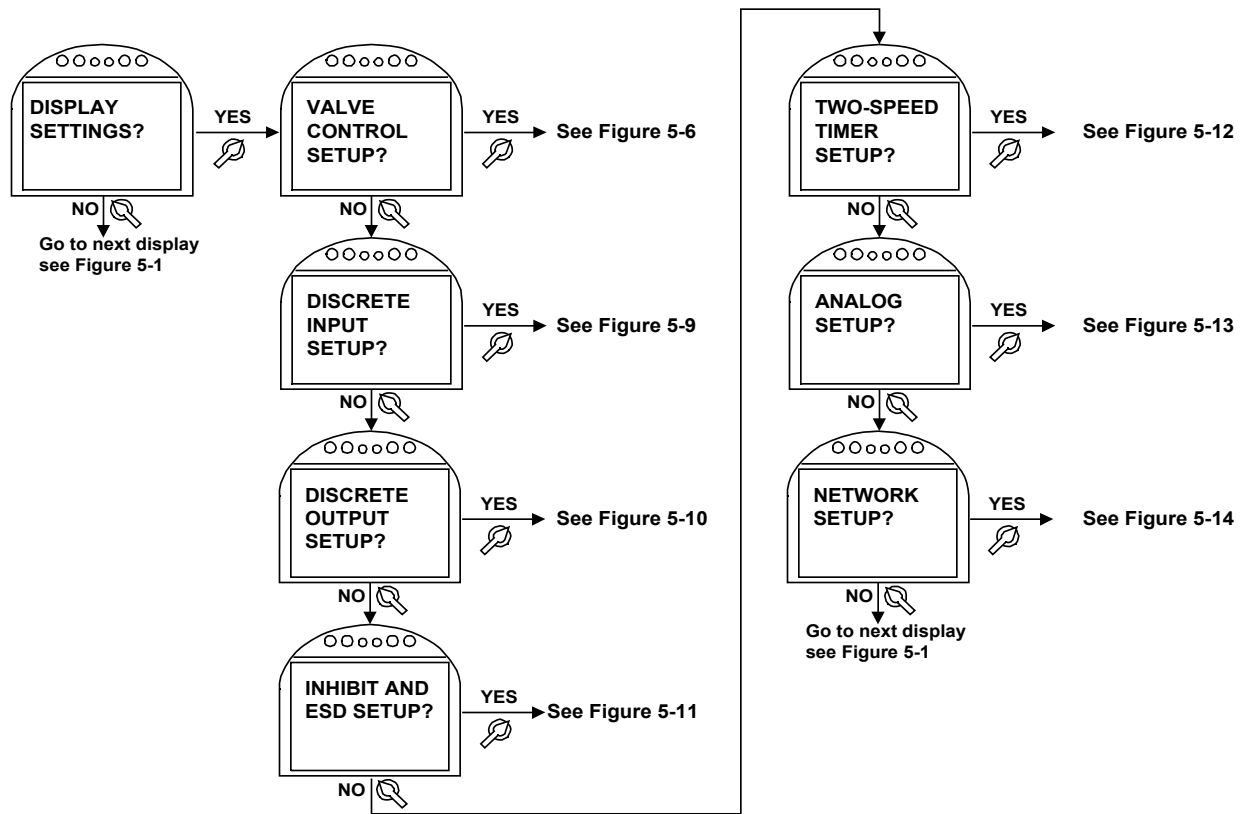 DISPLAY
SETTINGS?
YES
NO
Go to next display
see Figure 5-1
VALVE
CONTROL
SETUP?
YES
See Figure 5-6
NO
DISCRETE
INPUT
SETUP?
YES
See Figure 5-9
NO
DISCRETE
OUTPUT
SETUP?
YES
See Figure 5-10
NO
INHIBIT AND
ESD SETUP?
YES
See Figure 5-11
NO
TWO-SPEED
TIMER
SETUP?
YES
See Figure 5-12
NO
ANALOG
SETUP?
YES
See Figure 5-13
NO
NETWORK
SETUP?
YES
See Figure 5-14
NO
Go to next display
see Figure 5-1